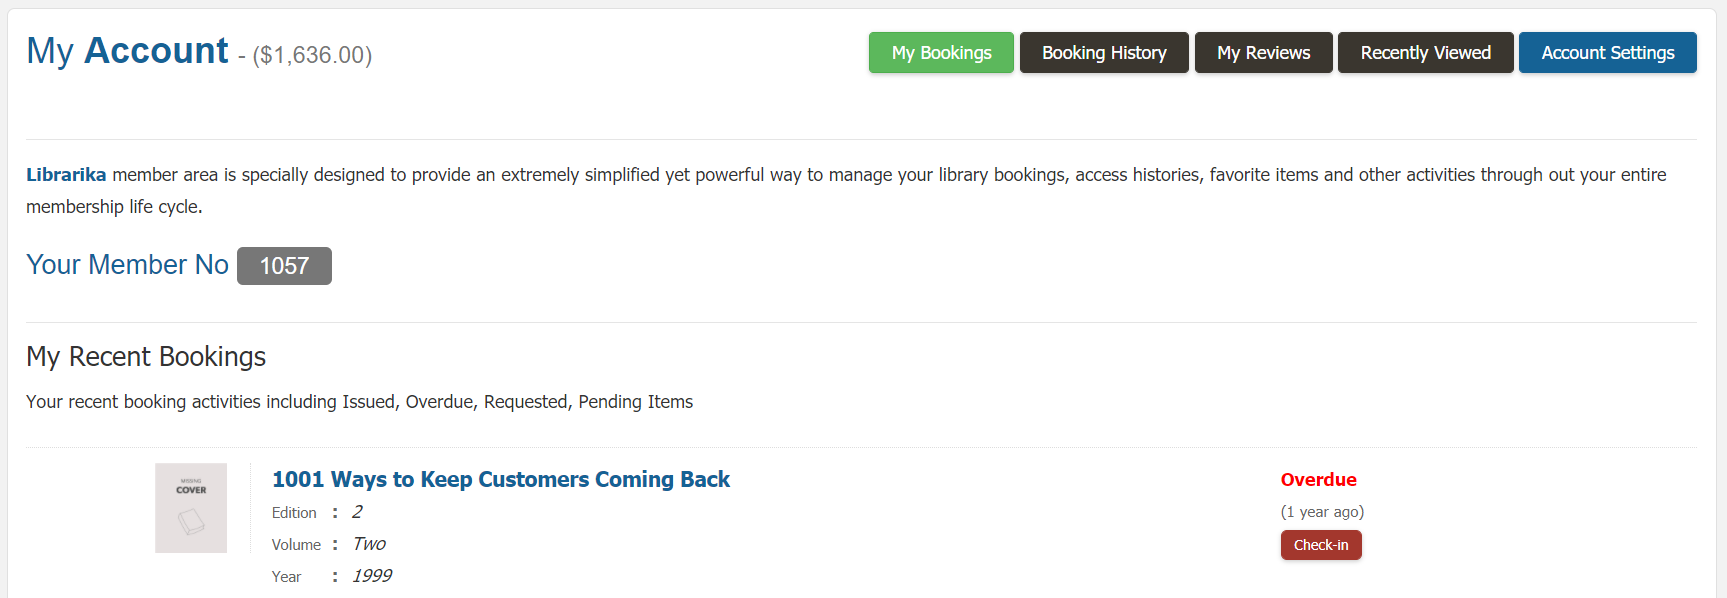 My Account - ($1,636.00)
My Bookings
Booking History
My Reviews
Recently Viewed
Account Settings
Librarika member area is specially designed to provide an extremely simplified yet powerful way to manage your library bookings, access histories, favorite items and other activities through out your entire
membership life cycle.
Your Member No 1057
My Recent Bookings
Your recent booking activities including Issued, Overdue, Requested, Pending Items
MISSING
COVER
1001 Ways to Keep Customers Coming Back
Edition : 2
Volume : Two
Year : 1999
Overdue
(1 year ago)
Check-in